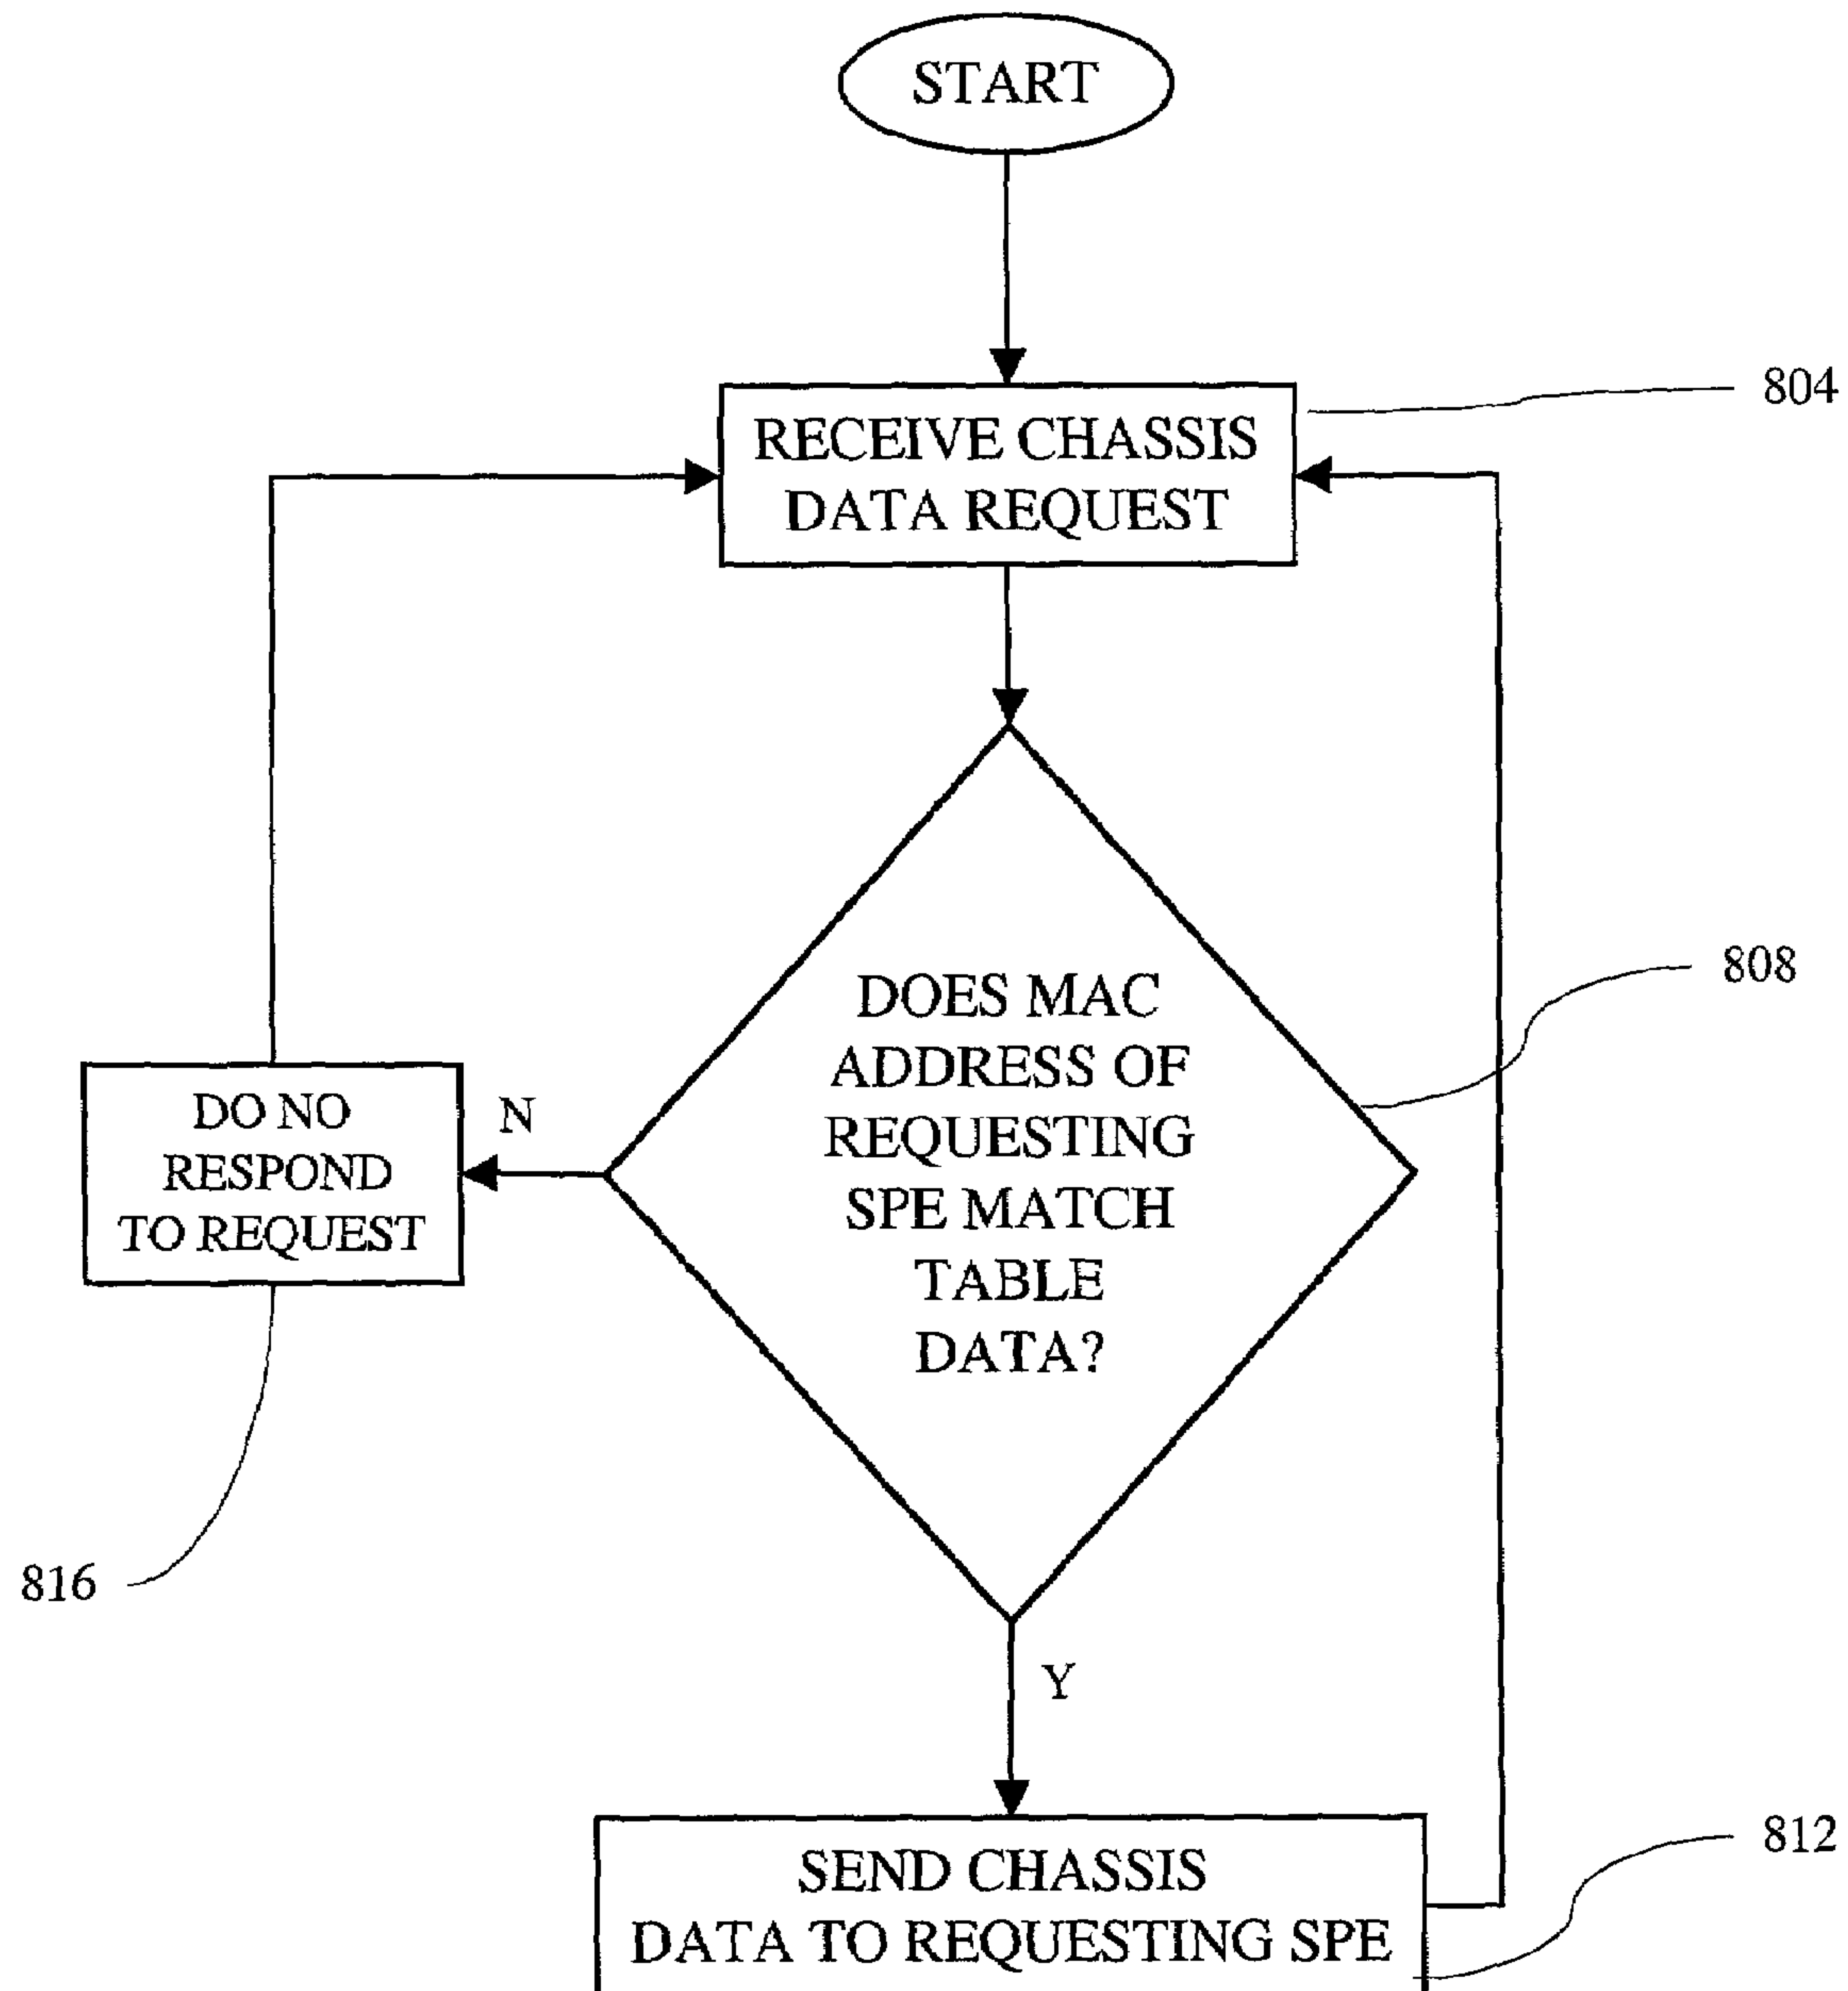 START
RECEIVE CHASSIS
DATA REQUEST
804
DOES MAC
ADDRESS OF
REQUESTING
SPE MATCH
TABLE
DATA?
808
N
DO NO
RESPOND
TO REQUEST
816
Y
SEND CHASSIS
DATA TO REQUESTING SPE
812